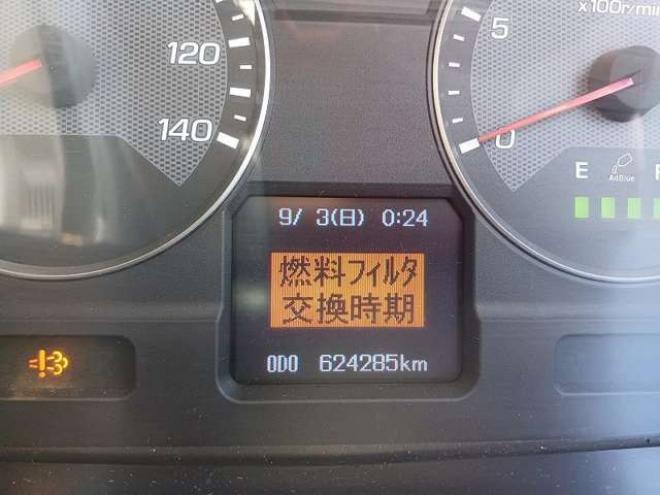 x100r/min
5
120
140
0
E
AdBlue
F
9/ 3(日) 0:24
燃料フィルタ
交換時期
ODO 624285km